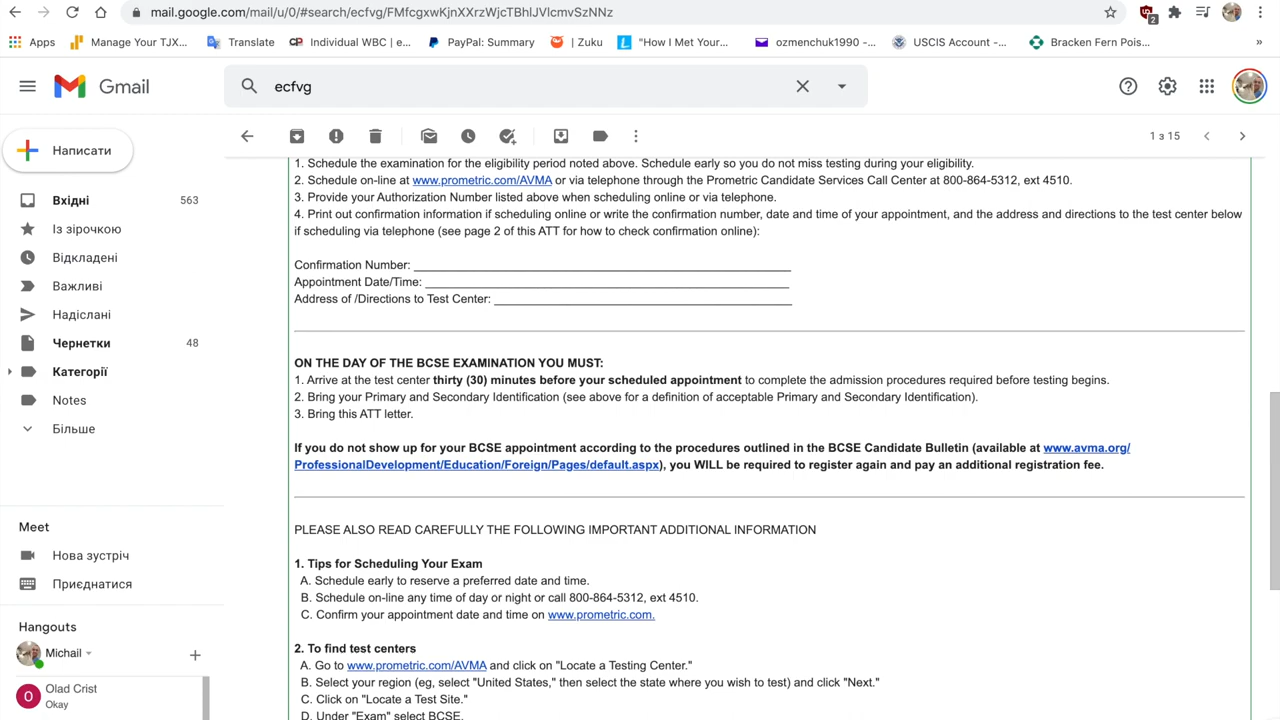 mail.google.com/mail/u/0/#search/ecfvg/FMfcgxwKjnXXrzWjcTBhlJVlcmvSzNNz
2
Apps Manage Your TJX... Translate CP Individual WBC | e... PayPal: Summary | Zuku L "How I Met Your... ozmenchuk1990 -... USCIS Account -... Bracken Fern Pois... »
Gmail
ecfvg
Написати
1 з 15
Вхідні 563
Із зірочкою
Відкладені
Важливі
Надіслані
Чернетки 48
Категорії
Notes
Більше
Meet
Нова зустріч
Приєднатися
Hangouts
Michail
O
Olad Crist
Okay
1. Schedule the examination for the eligibility period noted above. Schedule early so you do not miss testing during your eligibility.
2. Schedule on-line at www.prometric.com/AVMA or via telephone through the Prometric Candidate Services Call Center at 800-864-5312, ext 4510.
3. Provide your Authorization Number listed above when scheduling online or via telephone.
4. Print out confirmation information if scheduling online or write the confirmation number, date and time of your appointment, and the address and directions to the test center below
if scheduling via telephone (see page 2 of this ATT for how to check confirmation online):
Confirmation Number:
Appointment Date/Time:
Address of /Directions to Test Center:
ON THE DAY OF THE BCSE EXAMINATION YOU MUST:
1. Arrive at the test center thirty (30) minutes before your scheduled appointment to complete the admission procedures required before testing begins.
2. Bring your Primary and Secondary Identification (see above for a definition of acceptable Primary and Secondary Identification).
3. Bring this ATT letter.
If you do not show up for your BCSE appointment according to the procedures outlined in the BCSE Candidate Bulletin (available at www.avma.org/
ProfessionalDevelopment/Education/Foreign/Pages/default.aspx), you WILL be required to register again and pay an additional registration fee.
PLEASE ALSO READ CAREFULLY THE FOLLOWING IMPORTANT ADDITIONAL INFORMATION
1. Tips for Scheduling Your Exam
A. Schedule early to reserve a preferred date and time.
B. Schedule on-line any time of day or night or call 800-864-5312, ext 4510.
C. Confirm your appointment date and time on www.prometric.com.
2. To find test centers
A. Go to www.prometric.com/AVMA and click on "Locate a Testing Center."
B. Select your region (eg, select "United States," then select the state where you wish to test) and click "Next."
C. Click on "Locate a Test Site."
D. Under "Exam" select BCSE.